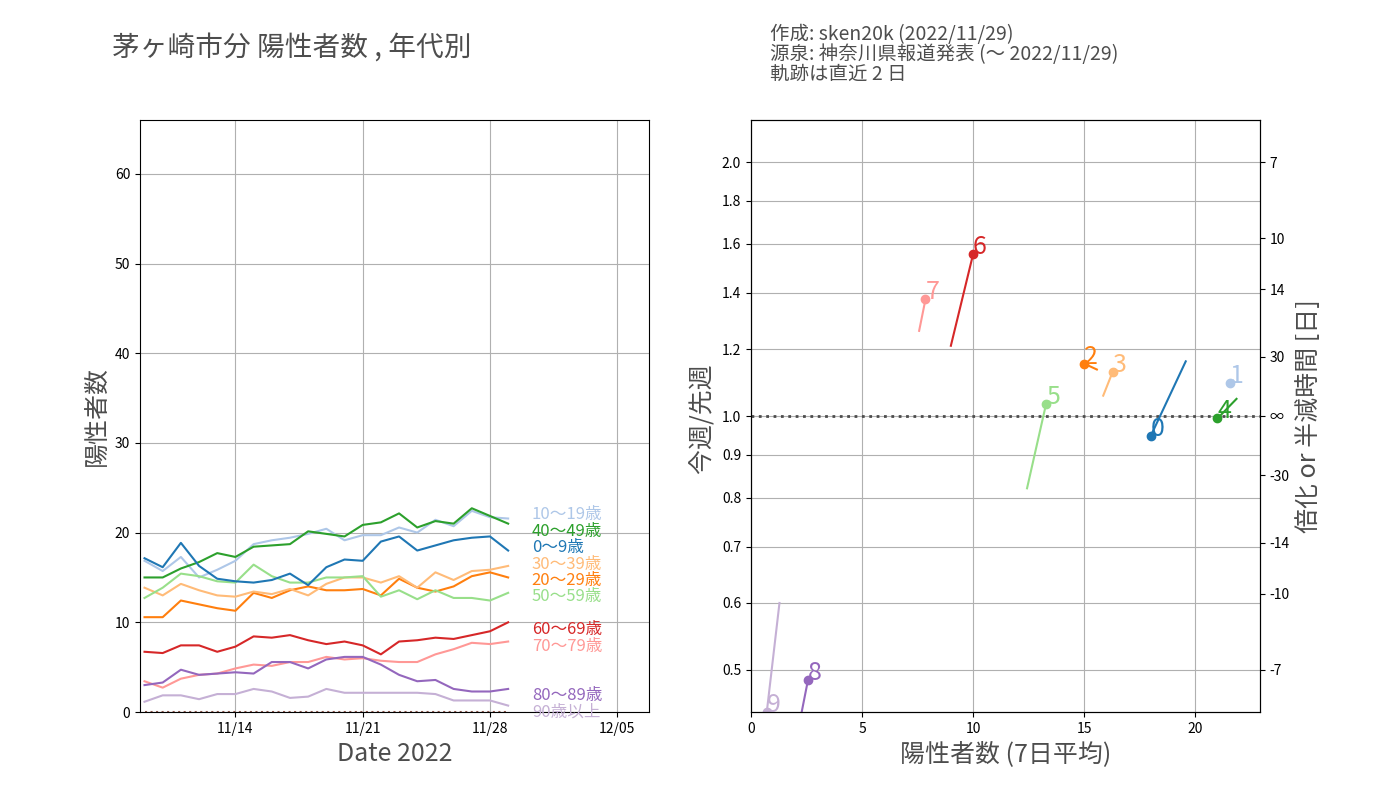 茅ヶ崎市分 陽性者数 , 年代別
作成: sken20k (2022/11/29)
源泉: 神奈川県報道発表 (〜 2022/11/29)
軌跡は直近 2 日
陽性者数
60
50
40
30
20
10
0
11/14
11/21
11/28
12/05
Date 2022
10〜19歳
40〜49歳
0〜9歳
30〜39歳
20〜29歳
50〜59歳
60〜69歳
70〜79歳
80〜89歳
90歳以上
今週/先週
2.0
1.8
1.6
1.4
1.2
1.0
0.9
0.8
0.7
0.6
0.5
6
7
2
3
1
5
4
0
8
9
0
5
10
15
20
陽性者数 (7日平均)
7
10
14
30
∞
-30
-14
-10
-7
倍化 or 半減時間 [日]